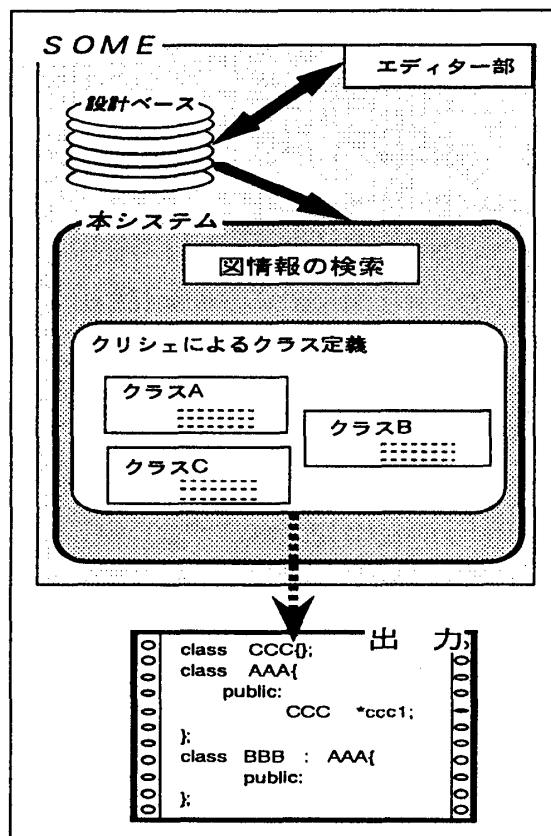 SOME
エディター部
設計ベース
本システム
図情報の検索
クリシェによるクラス定義
クラスA
クラスB
クラスC
出 力
class CCC{};
class AAA{
public:
CCC *ccc1;
};
class BBB : AAA{
public:
};